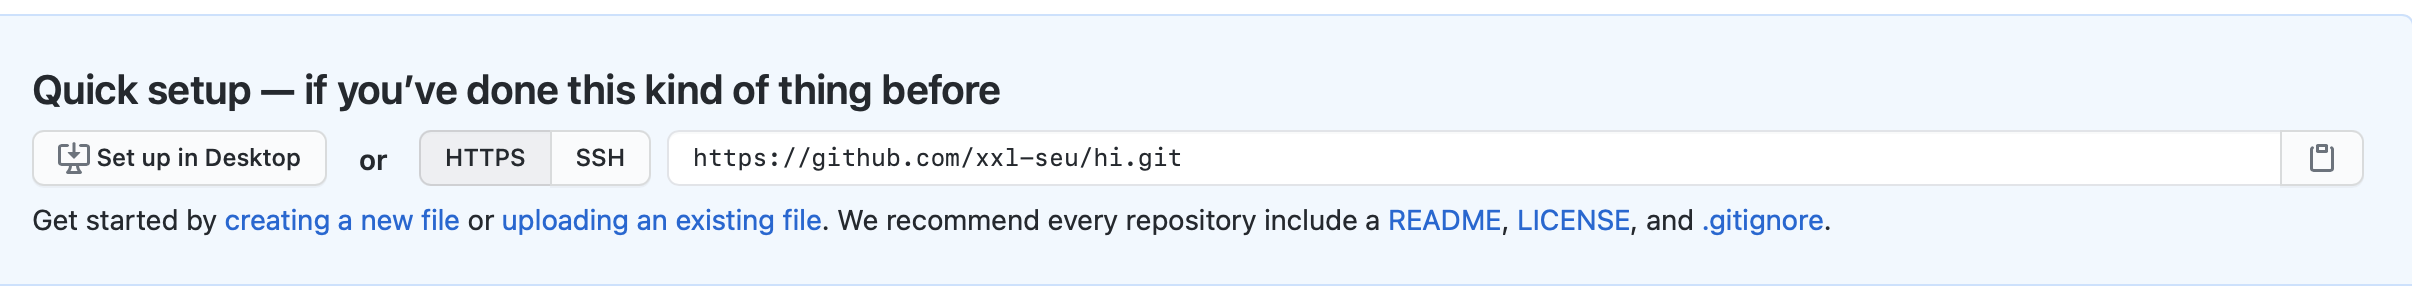 Quick setup — if you’ve done this kind of thing before
Set up in Desktop or HTTPS SSH https://github.com/xxl-seu/hi.git
Get started by creating a new file or uploading an existing file. We recommend every repository include a README, LICENSE, and .gitignore.